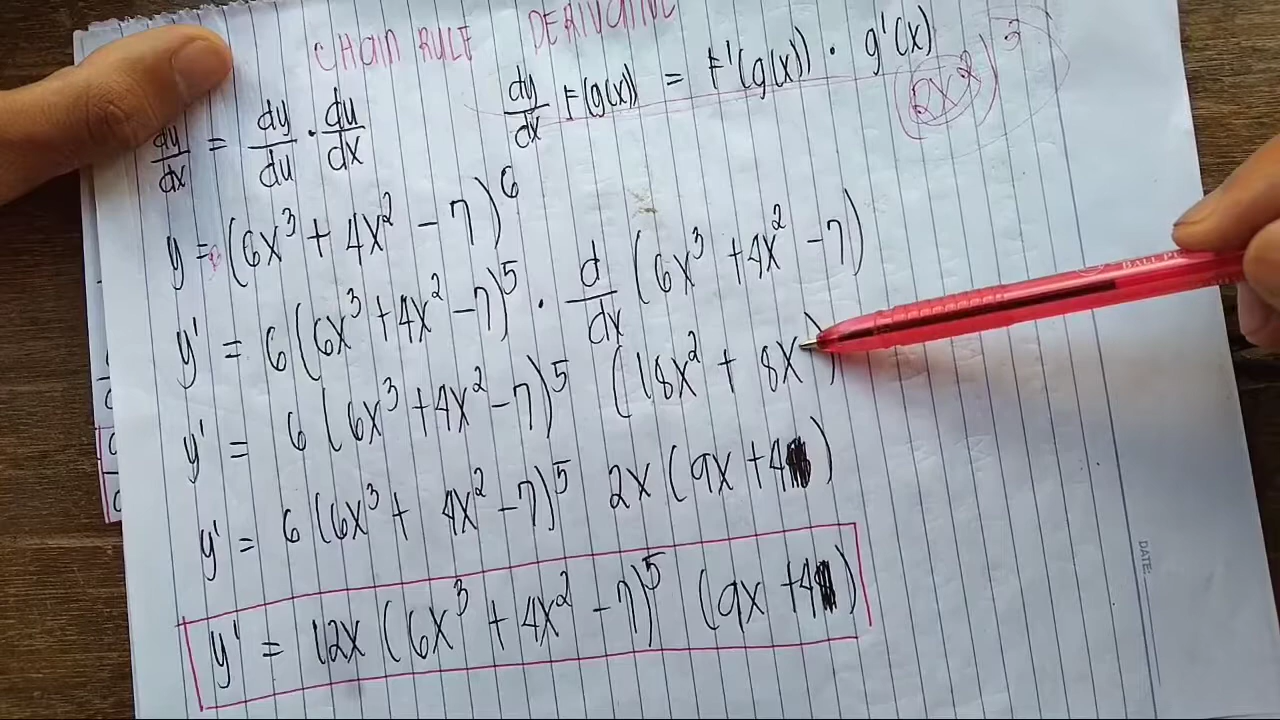 CHAIN RULE DERIVATIVE
dy/dx = dy/du · du/dx
dy/dx F(g(x)) = F'(g(x)) · g'(x)
(2x²)³
y = (6x³ + 4x² - 7)⁶
y' = 6(6x³ + 4x² - 7)⁵ · d/dx (6x³ + 4x² - 7)
y' = 6(6x³ + 4x² - 7)⁵ (18x² + 8x)
y' = 6(6x³ + 4x² - 7)⁵ 2x(9x + 4)
y' = 12x(6x³ + 4x² - 7)⁵ (9x + 4)
DATE: